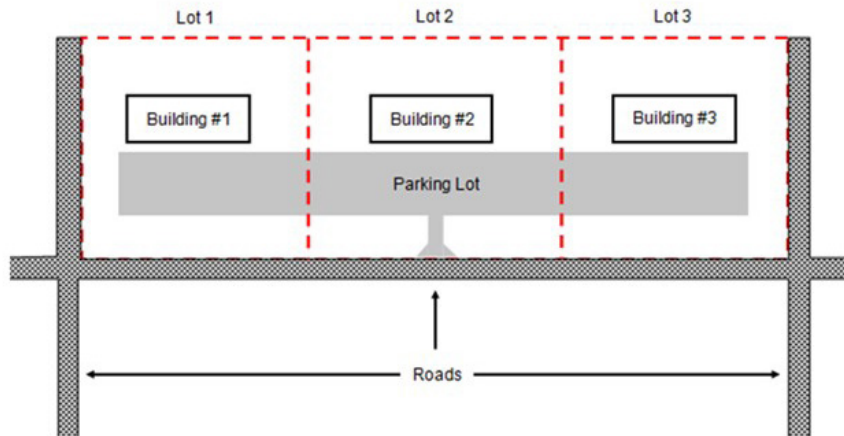 Lot 1
Lot 2
Lot 3
Building #1
Building #2
Building #3
Parking Lot
Roads